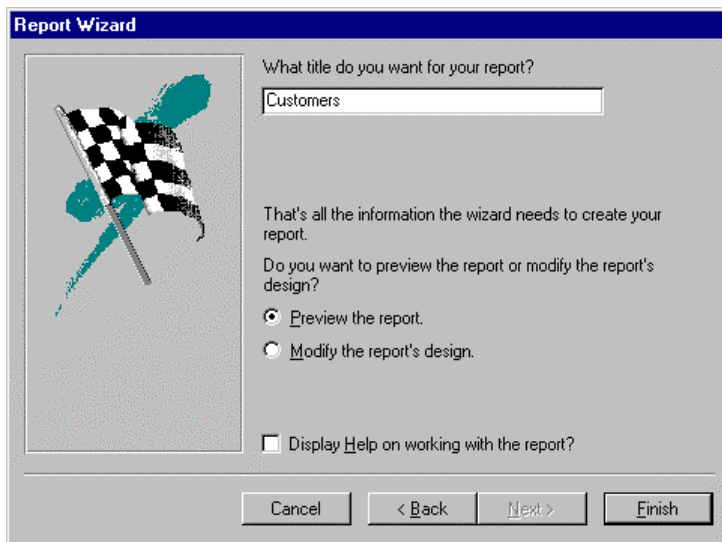 Report Wizard
What title do you want for your report?
Customers
That's all the information the wizard needs to create your
report.
Do you want to preview the report or modify the report's
design?
Preview the report.
Modify the report's design.
Display Help on working with the report?
Cancel
< Back
Next >
Finish